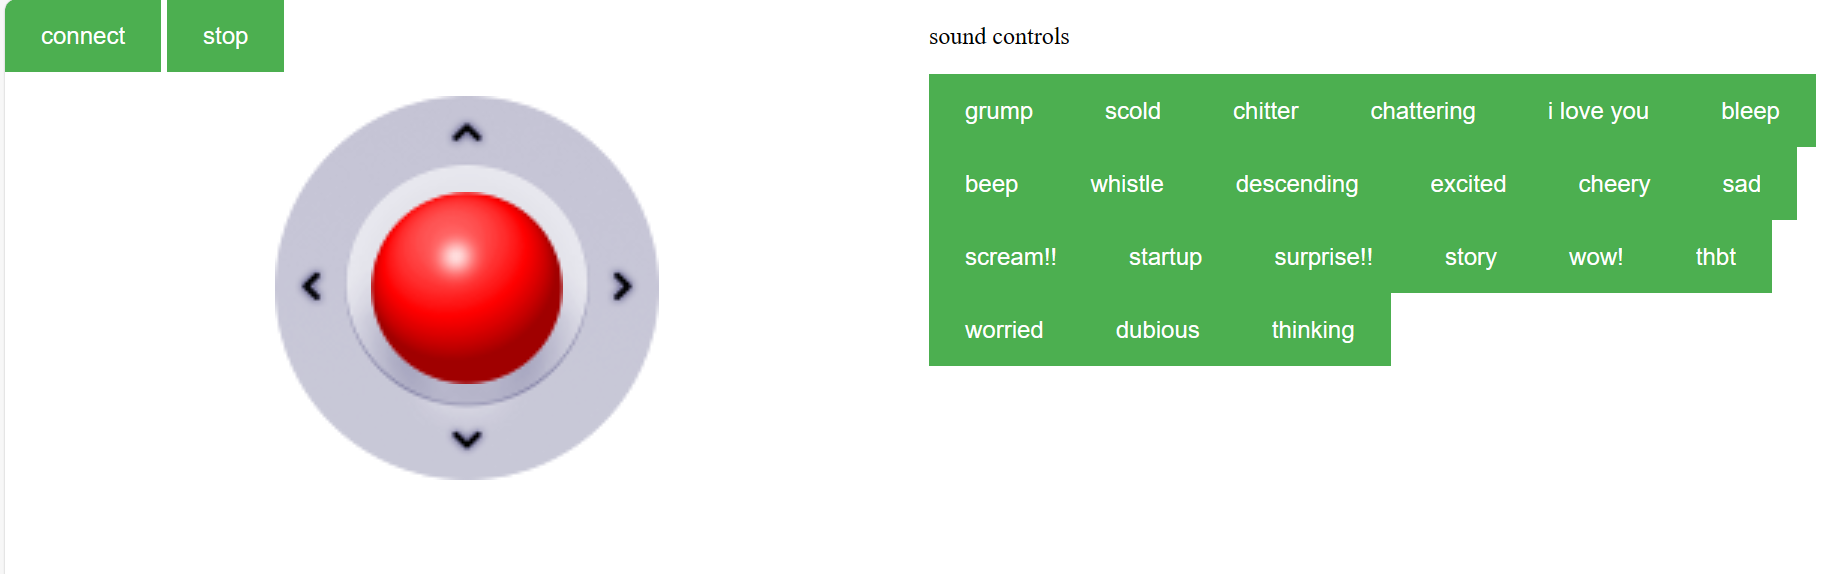 connect stop
sound controls
grump scold chitter chattering i love you bleep
beep whistle descending excited cheery sad
scream!! startup surprise!! story wow! thbt
worried dubious thinking